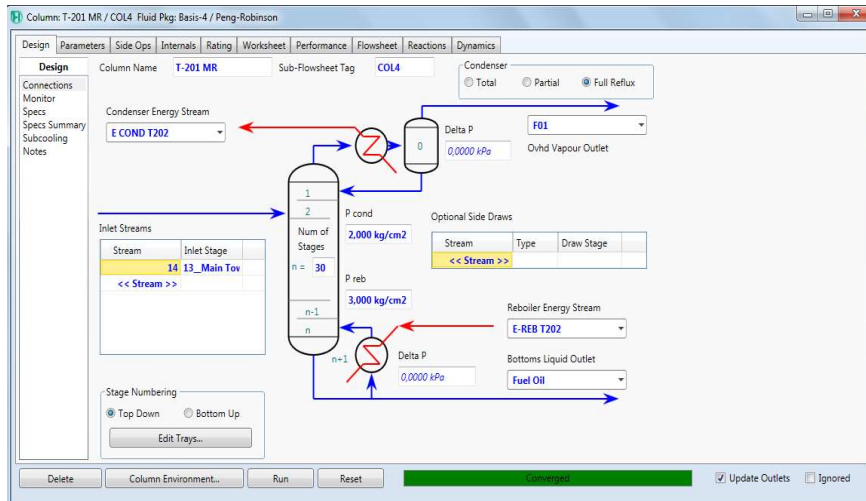 Column: T-201 MR / COL4 Fluid Pkg: Basis-4 / Peng-Robinson
Design Parameters Side Ops Internals Rating Worksheet Performance Flowsheet Reactions Dynamics
Design
Connections
Monitor
Specs
Specs Summary
Subcooling
Notes
Column Name T-201 MR Sub-Flowsheet Tag COL4
Condenser
Total Partial Full Reflux
Condenser Energy Stream
E COND T202
0
Delta P
0,0000 kPa
F01
Ovhd Vapour Outlet
1
2
Num of
Stages
n = 30
n-1
n
n+1
P cond
2,000 kg/cm2
P reb
3,000 kg/cm2
Optional Side Draws
Stream Type Draw Stage
<< Stream >>
Inlet Streams
Stream Inlet Stage
14 13__Main Tow
<< Stream >>
Reboiler Energy Stream
E-REB T202
Delta P
0,0000 kPa
Bottoms Liquid Outlet
Fuel Oil
Stage Numbering
Top Down Bottom Up
Edit Trays...
Delete Column Environment... Run Reset Converged Update Outlets Ignored